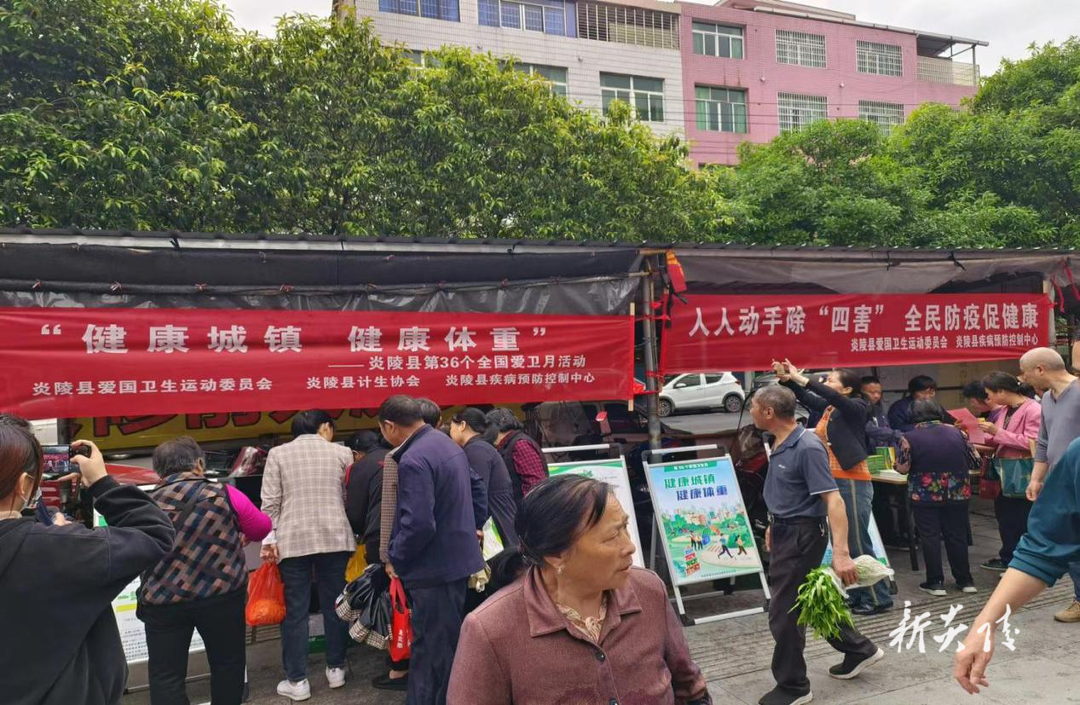 “健康城镇 健康体重”
——炎陵县第36个全国爱卫月活动
炎陵县爱国卫生运动委员会 炎陵县计生协会 炎陵县疾病预防控制中心
人人动手除“四害” 全民防疫促健康
炎陵县爱国卫生运动委员会 炎陵县疾病预防控制中心
健康城镇
健康体重
新炎陵